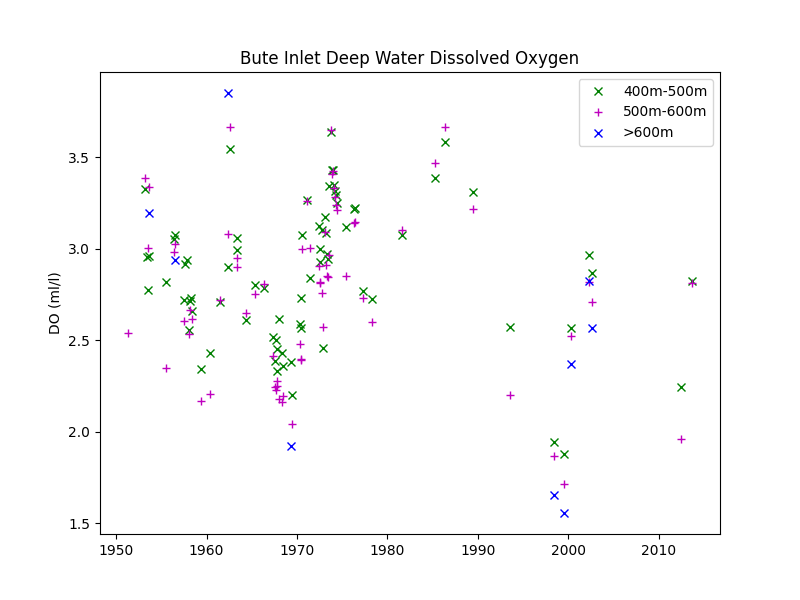 Bute Inlet Deep Water Dissolved Oxygen
400m-500m
500m-600m
>600m
DO (ml/l)
3.5
3.0
2.5
2.0
1.5
1950 1960 1970 1980 1990 2000 2010